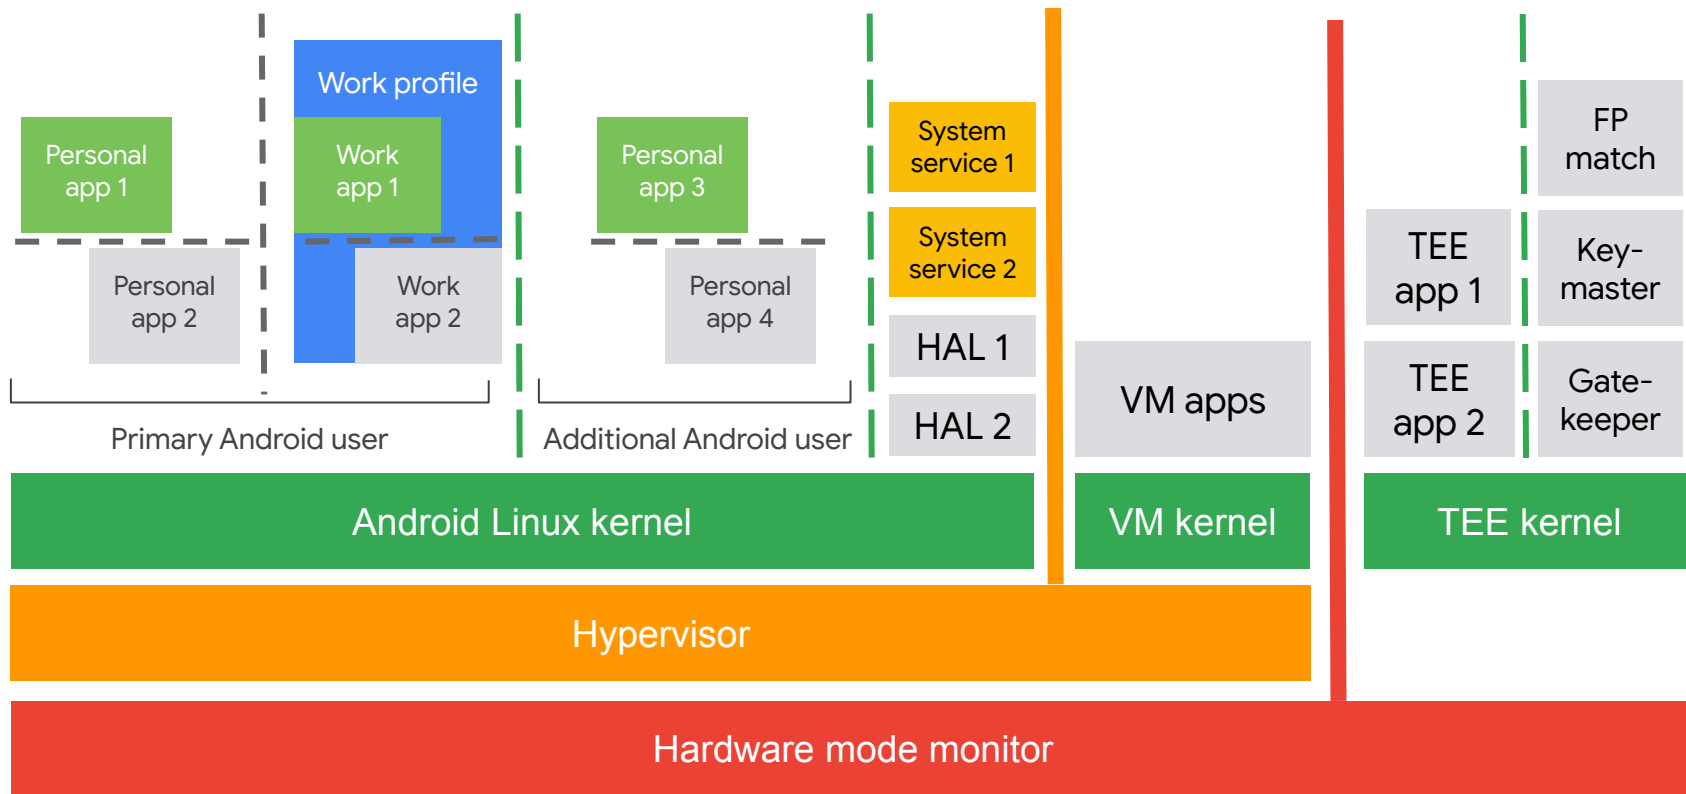 Work profile
Personal
app 1
Work
app 1
Personal
app 3
System
service 1
FP
match
Personal
app 2
Work
app 2
Personal
app 4
System
service 2
HAL 1
HAL 2
VM apps
TEE
app 1
Key-
master
TEE
app 2
Gate-
keeper
Primary Android user
Additional Android user
Android Linux kernel
VM kernel
TEE kernel
Hypervisor
Hardware mode monitor